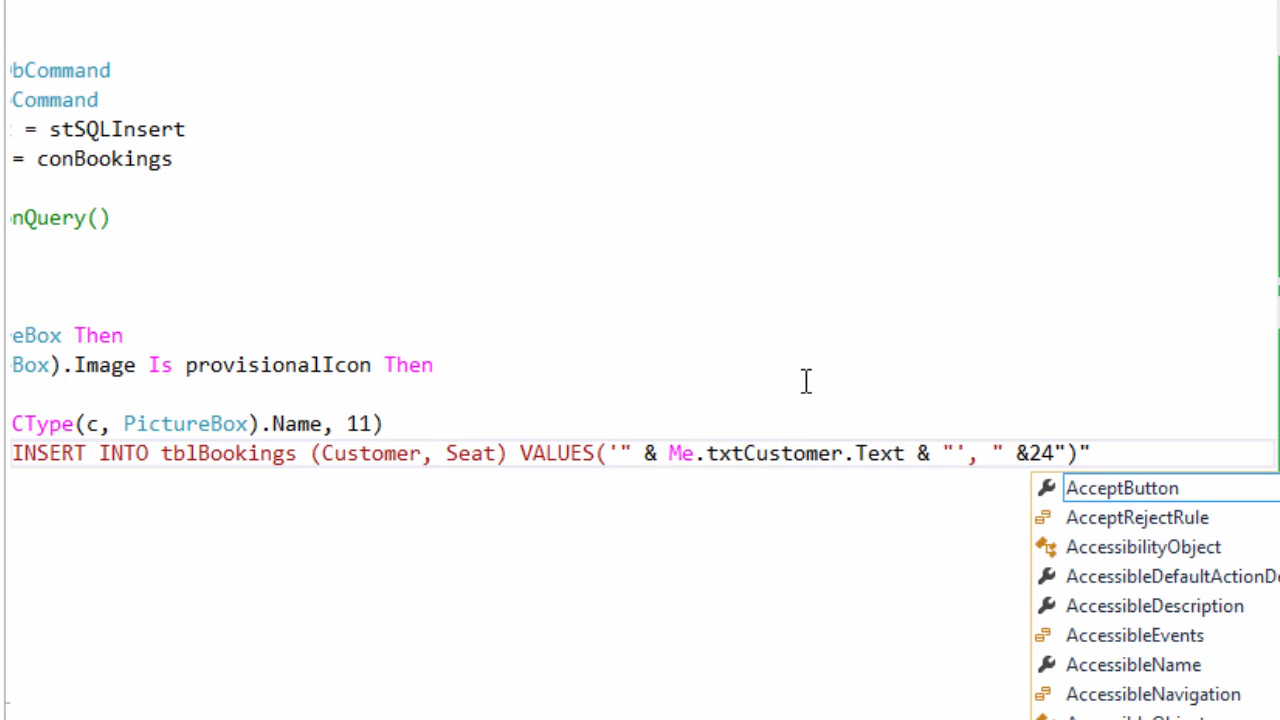 bCommand
Command
= stSQLInsert
= conBookings
nQuery()
eBox Then
Box).Image Is provisionalIcon Then
CType(c, PictureBox).Name, 11)
INSERT INTO tblBookings (Customer, Seat) VALUES('" & Me.txtCustomer.Text & "', " &24")"
AcceptButton
AcceptRejectRule
AccessibilityObject
AccessibleDefaultActionDe
AccessibleDescription
AccessibleEvents
AccessibleName
AccessibleNavigation